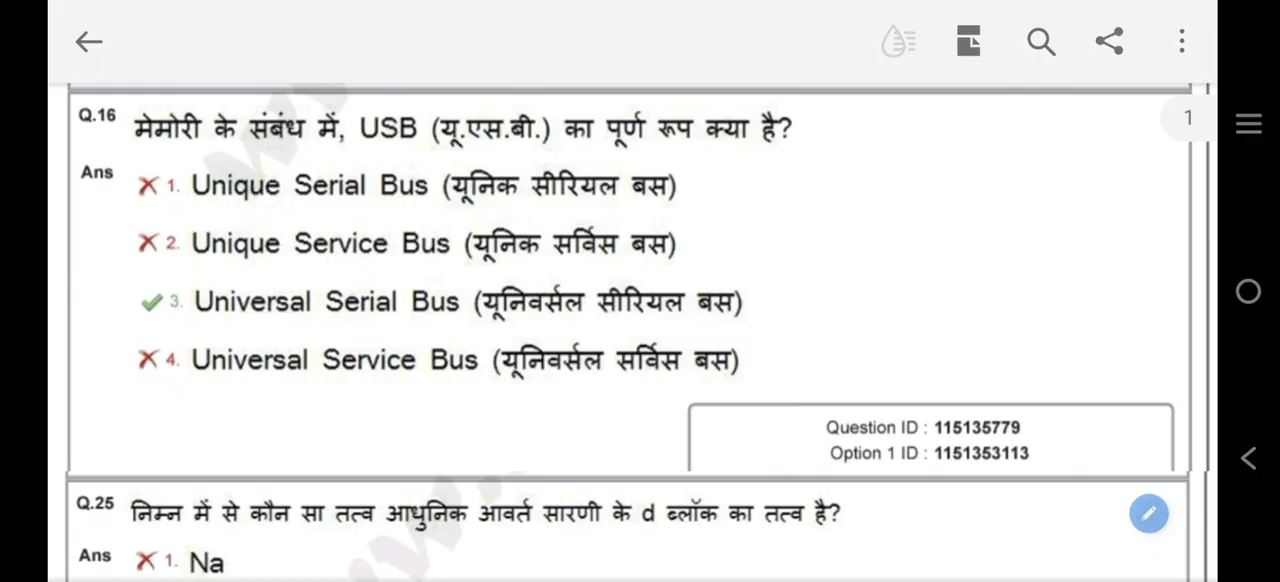 1
Q.16 मेमोरी के संबंध में, USB (यू.एस.बी.) का पूर्ण रूप क्या है?
Ans 1. Unique Serial Bus (यूनिक सीरियल बस)
2. Unique Service Bus (यूनिक सर्विस बस)
3. Universal Serial Bus (यूनिवर्सल सीरियल बस)
4. Universal Service Bus (यूनिवर्सल सर्विस बस)
Question ID : 115135779
Option 1 ID : 1151353113
Q.25 निम्न में से कौन सा तत्व आधुनिक आवर्त सारणी के d ब्लॉक का तत्व है?
Ans 1. Na